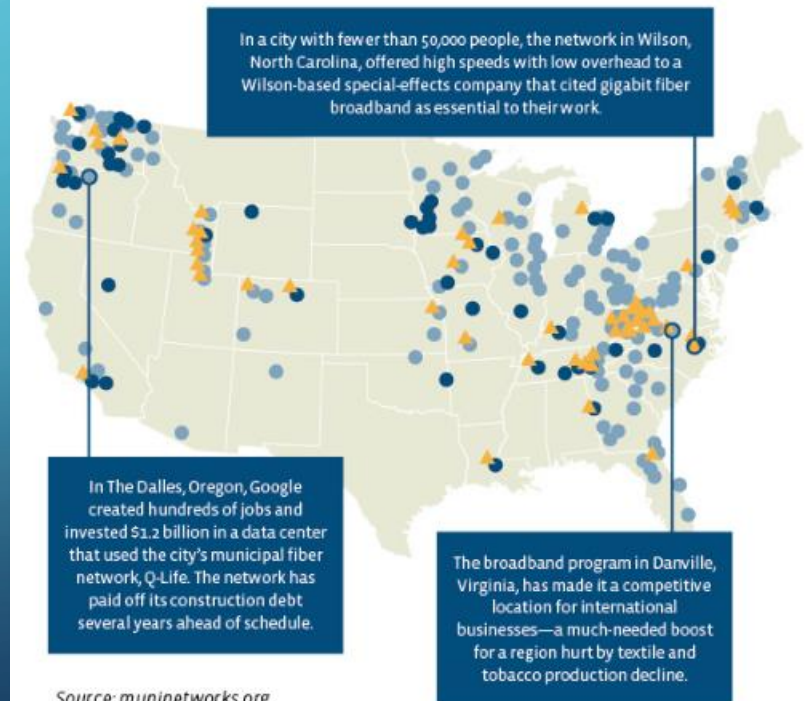 In a city with fewer than 50,000 people, the network in Wilson,
North Carolina, offered high speeds with low overhead to a
Wilson-based special-effects company that cited gigabit fiber
broadband as essential to their work.
In The Dalles, Oregon, Google
created hundreds of jobs and
invested $1.2 billion in a data center
that used the city's municipal fiber
network, Q-Life. The network has
paid off its construction debt
several years ahead of schedule.
The broadband program in Danville,
Virginia, has made it a competitive
location for international
businesses—a much-needed boost
for a region hurt by textile and
tobacco production decline.
Source: muninetworks.org